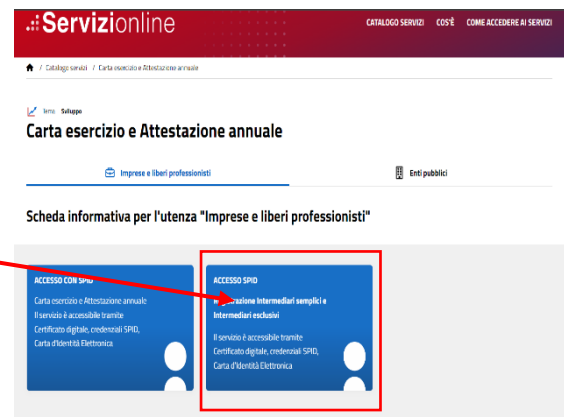 .:Servizionline
CATALOGO SERVIZI COS'È COME ACCEDERE AI SERVIZI
/ Catalogo servizi / Carta esercizio e Attestazione annuale
Tema Sviluppo
Carta esercizio e Attestazione annuale
Imprese e liberi professionisti
Enti pubblici
Scheda informativa per l'utenza "Imprese e liberi professionisti"
ACCESSO CON SPID
Carta esercizio e Attestazione annuale
Il servizio è accessibile tramite
Certificato digitale, credenziali SPID,
Carta d'Identità Elettronica
ACCESSO SPID
Registrazione Intermediari semplici e
Intermediari esclusivi
Il servizio è accessibile tramite
Certificato digitale, credenziali SPID,
Carta d'Identità Elettronica